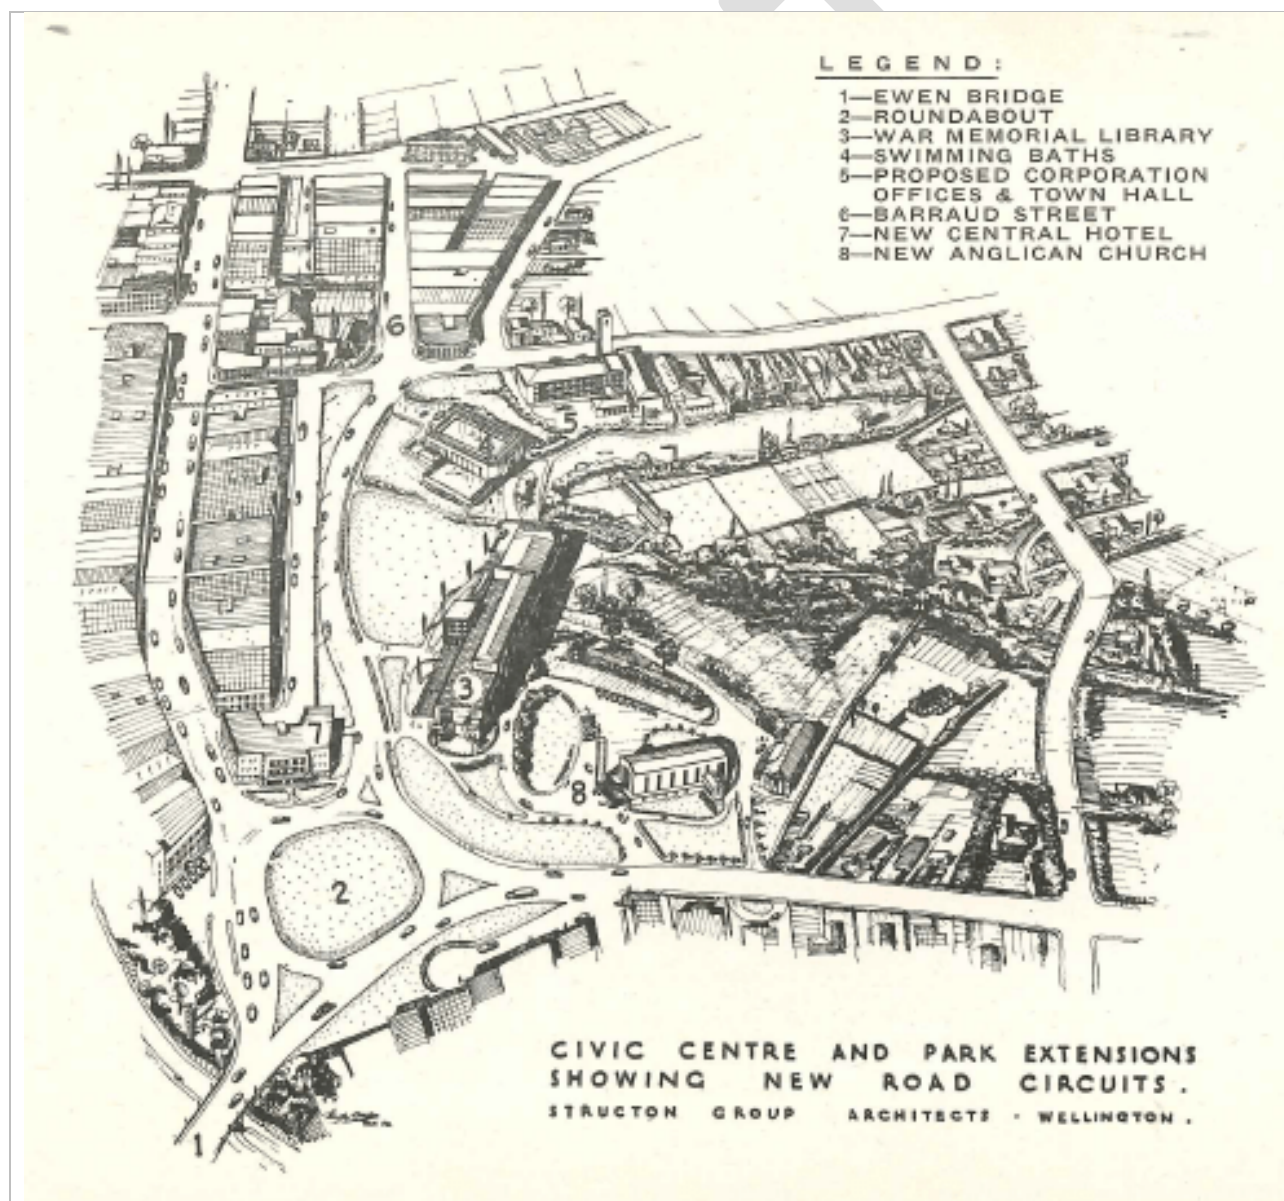 LEGEND:
1—EWEN BRIDGE
2—ROUNDABOUT
3—WAR MEMORIAL LIBRARY
4—SWIMMING BATHS
5—PROPOSED CORPORATION
OFFICES & TOWN HALL
6—BARRAUD STREET
7—NEW CENTRAL HOTEL
8—NEW ANGLICAN CHURCH
6
5
3
7
8
2
CIVIC CENTRE AND PARK EXTENSIONS
SHOWING NEW ROAD CIRCUITS.
STRUCTON GROUP ARCHITECTS · WELLINGTON.
1